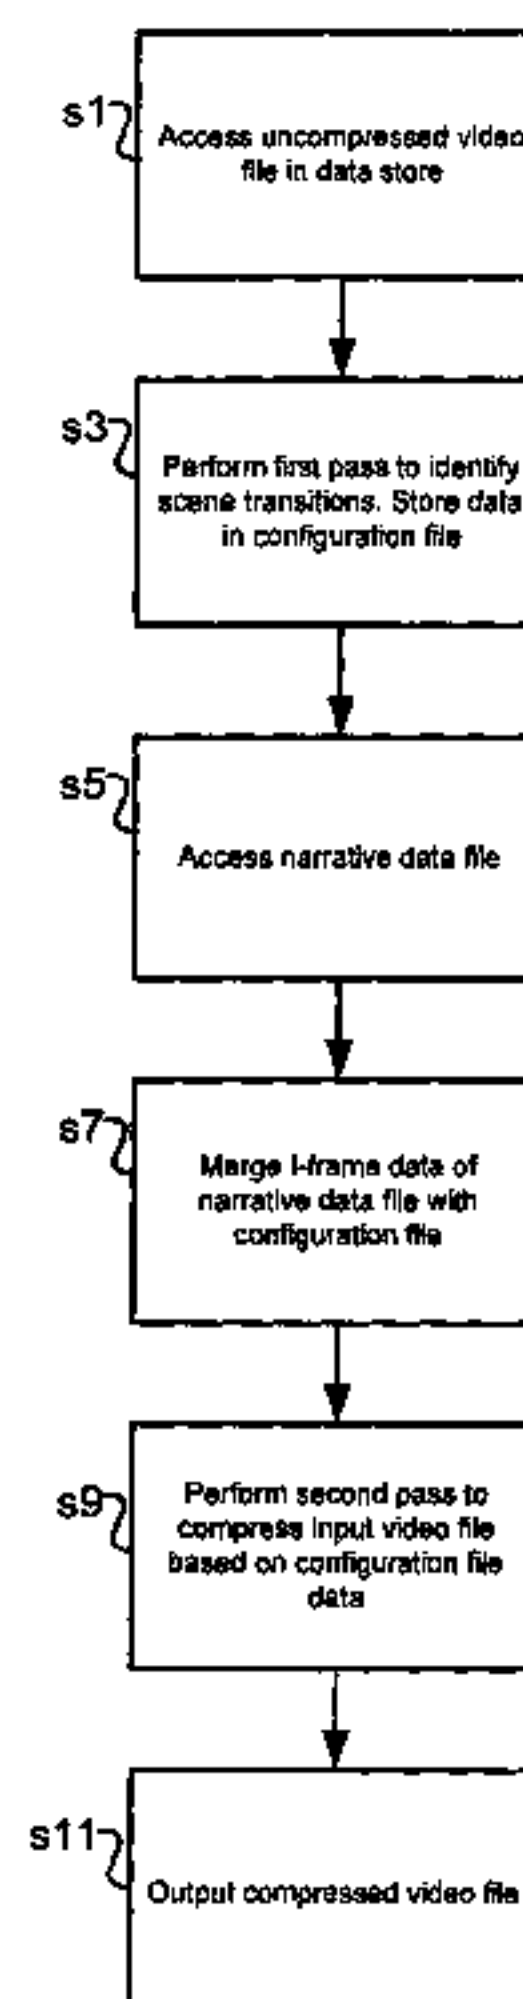 s1
Access uncompressed video
file in data store
s3
Perform first pass to identify
scene transitions. Store data
in configuration file
s5
Access narrative data file
s7
Merge I-frame data of
narrative data file with
configuration file
s9
Perform second pass to
compress input video file
based on configuration file
data
s11
Output compressed video file